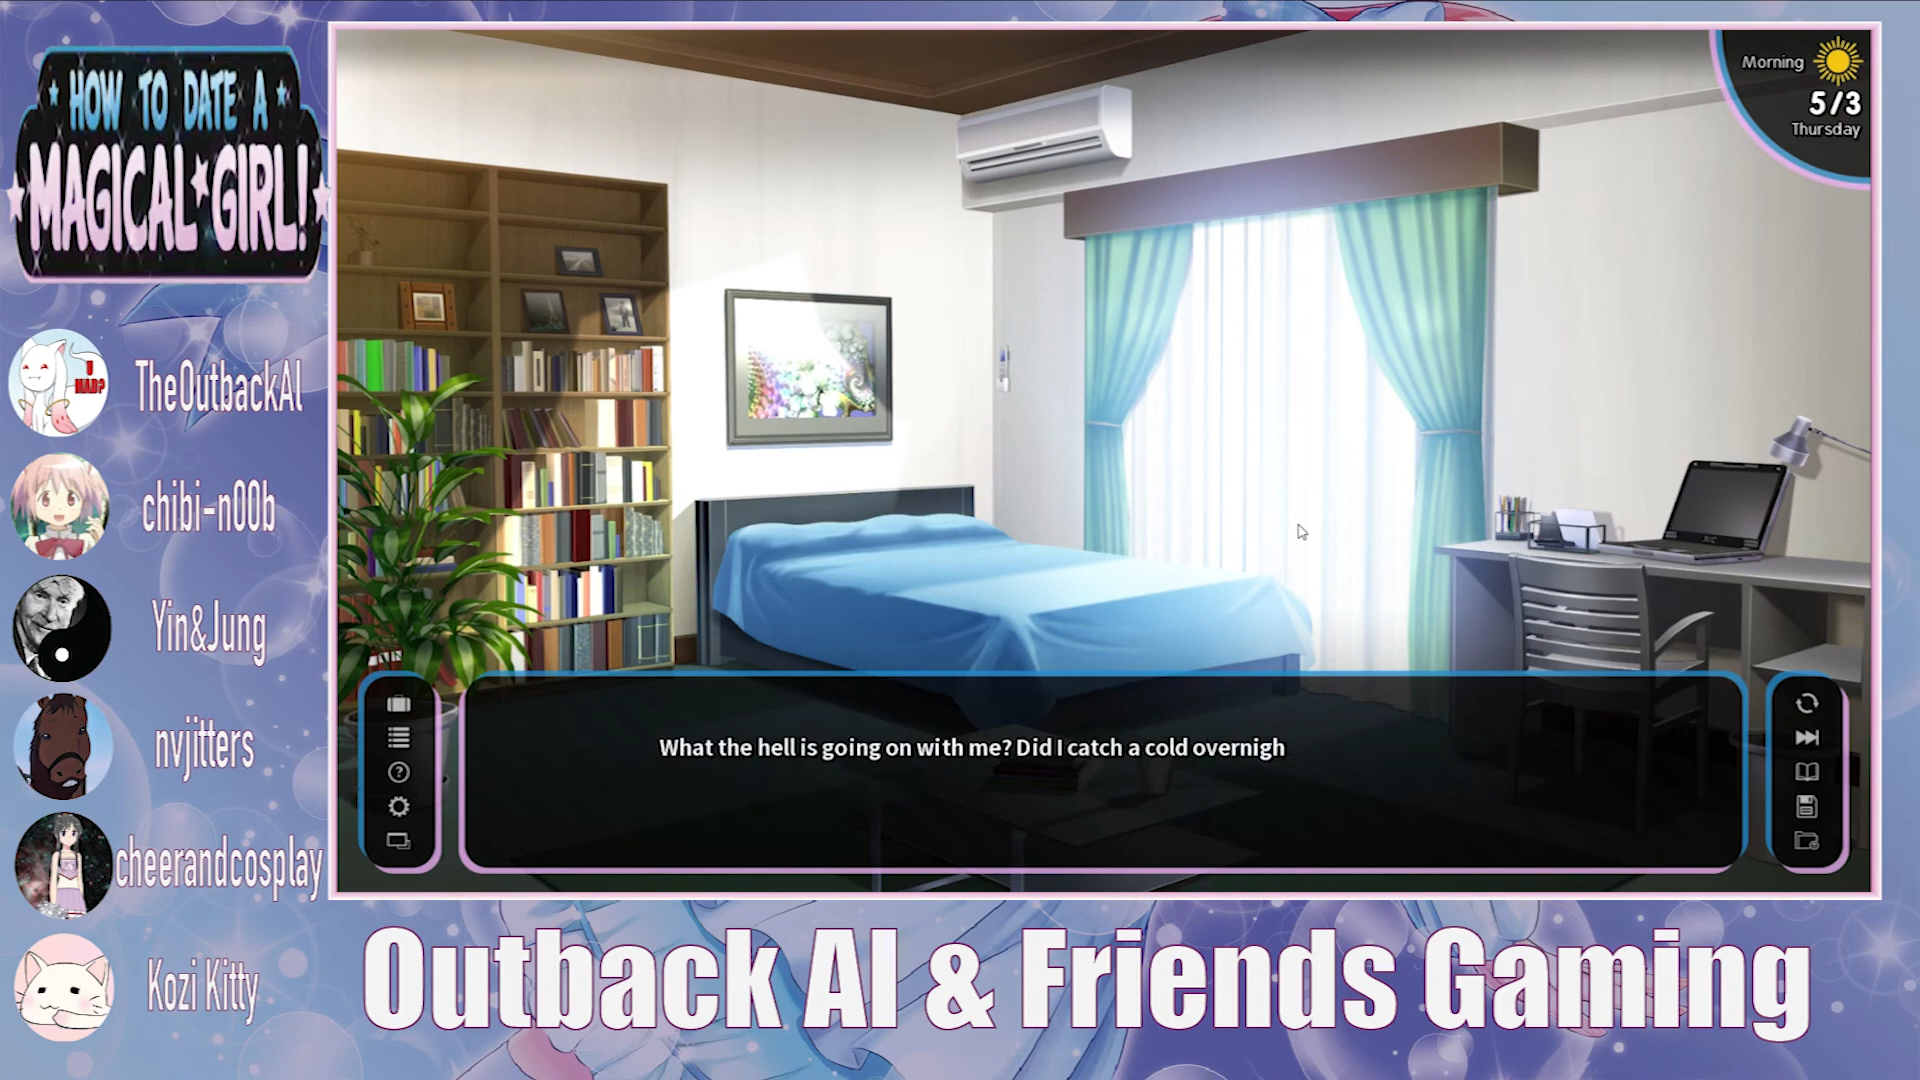 HOW TO DATE A
MAGICAL GIRL!
U
MAD?
TheOutbackAl
chibi-n00b
Yin&Jung
nvjitters
cheerandcosplay
Kozi Kitty
Morning
5/3
Thursday
What the hell is going on with me? Did I catch a cold overnigh
Outback Al & Friends Gaming